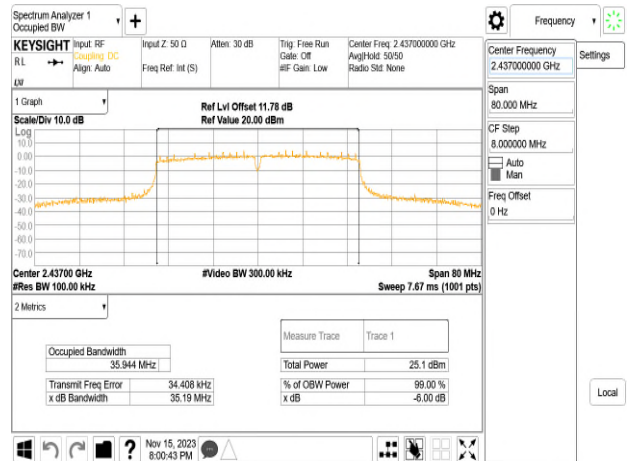 Spectrum Analyzer 1
Occupied BW
Frequency
KEYSIGHT
Input: RF
Input Z: 50 Ω
Atten: 30 dB
Trig: Free Run
Center Freq: 2.437000000 GHz
RL
Coupling: DC
Gate: Off
Avg|Hold: 50/50
Align: Auto
Freq Ref: Int (S)
#IF Gain: Low
Radio Std: None
Center Frequency
2.437000000 GHz
Settings
Span
80.000 MHz
CF Step
8.000000 MHz
Auto
Man
Freq Offset
0 Hz
1 Graph
Ref Lvl Offset 11.78 dB
Scale/Div 10.0 dB
Ref Value 20.00 dBm
Log
10.0
0.00
-10.0
-20.0
-30.0
-40.0
-50.0
-60.0
-70.0
Center 2.43700 GHz
#Video BW 300.00 kHz
Span 80 MHz
#Res BW 100.00 kHz
Sweep 7.67 ms (1001 pts)
2 Metrics
Measure Trace
Trace 1
Occupied Bandwidth
35.944 MHz
Total Power
25.1 dBm
Transmit Freq Error
34.408 kHz
% of OBW Power
99.00 %
x dB Bandwidth
35.19 MHz
x dB
-6.00 dB
Local
Nov 15, 2023
8:00:43 PM